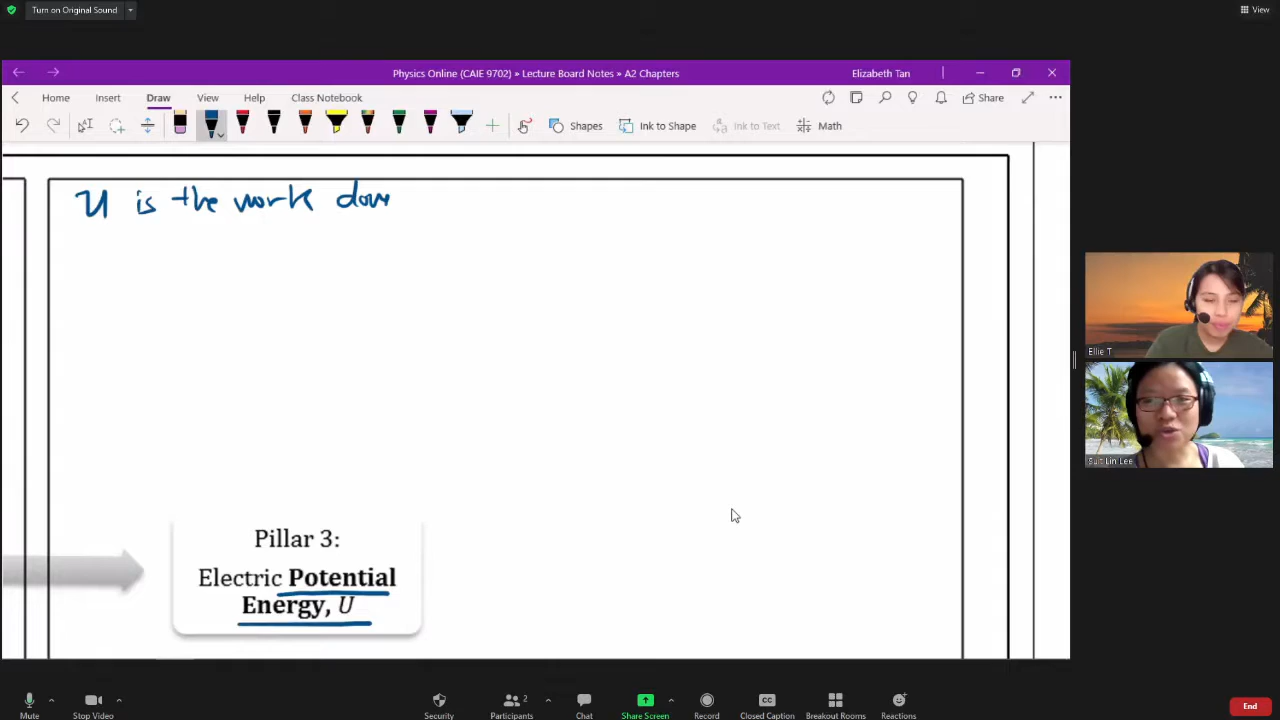 Turn on Original Sound
View
Physics Online (CAIE 9702) » Lecture Board Notes » A2 Chapters
Elizabeth Tan
Home Insert Draw View Help Class Notebook
Share
Shapes Ink to Shape Ink to Text Math
U is the work done
Ellie T
Suit Lin Lee
Pillar 3:
Electric Potential
Energy, U
Mute Stop Video Security Participants 2 Chat Share Screen Record Closed Caption Breakout Rooms Reactions End